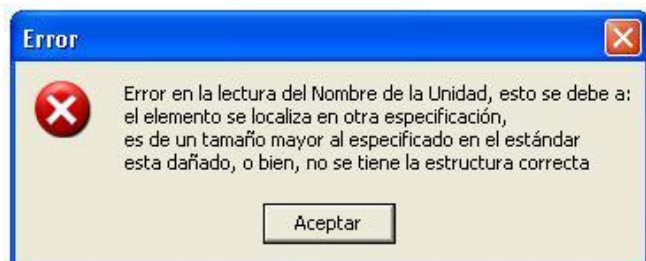 Error
Error en la lectura del Nombre de la Unidad, esto se debe a:
el elemento se localiza en otra especificación,
es de un tamaño mayor al especificado en el estándar
esta dañado, o bien, no se tiene la estructura correcta
Aceptar